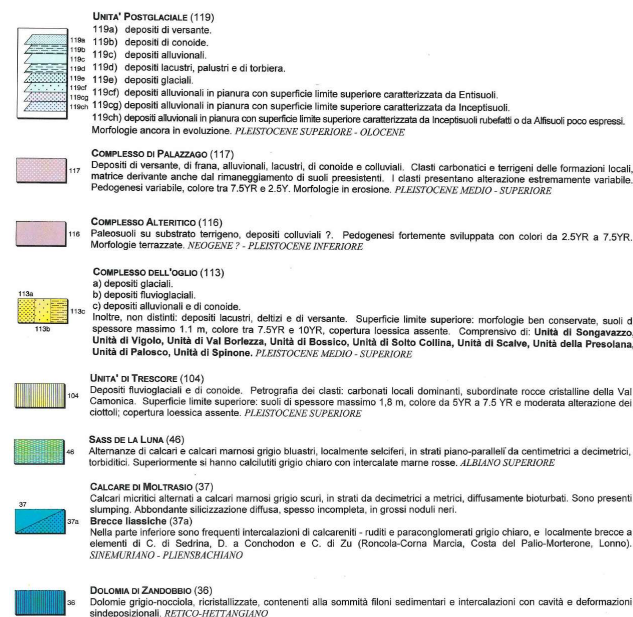 UNITA' POSTGLACIALE (119)
119a) depositi di versante.
119a
119b) depositi di conoide.
119b
119c) depositi alluvionali.
119c
119d) depositi lacustri, palustri e di torbiera.
119d
119e) depositi glaciali.
119e
119cf) depositi alluvionali in pianura con superficie limite superiore caratterizzata da Entisuoli.
119cf
119cg) depositi alluvionali in pianura con superficie limite superiore caratterizzata da Inceptisuoli.
119cg
119ch) depositi alluvionali in pianura con superficie limite superiore caratterizzata da Inceptisuoli rubefatti o da Alfisuoli poco espressi.
119ch
Morfologie ancora in evoluzione. PLEISTOCENE SUPERIORE - OLOCENE
COMPLESSO DI PALAZZAGO (117)
117
Depositi di versante, di frana, alluvionali, lacustri, di conoide e colluviali. Clasti carbonatici e terrigeni delle formazioni locali,
matrice derivante anche dal rimaneggiamento di suoli preesistenti. I clasti presentano alterazione estremamente variabile.
Pedogenesi variabile, colore tra 7.5YR e 2.5Y. Morfologie in erosione. PLEISTOCENE MEDIO - SUPERIORE
COMPLESSO ALTERITICO (116)
116
Paleosuoli su substrato terrigeno, depositi colluviali ?. Pedogenesi fortemente sviluppata con colori da 2.5YR a 7.5YR.
Morfologie terrazzate. NEOGENE ? - PLEISTOCENE INFERIORE
COMPLESSO DELL'OGLIO (113)
a) depositi glaciali.
113a
b) depositi fluvioglaciali.
c) depositi alluvionali e di conoide.
113c
Inoltre, non distinti: depositi lacustri, deltizi e di versante. Superficie limite superiore: morfologie ben conservate, suoli d
113b
spessore massimo 1.1 m, colore tra 7.5YR e 10YR, copertura loessica assente. Comprensivo di: Unità di Songavazzo,
Unità di Vigolo, Unità di Val Borlezza, Unità di Bossico, Unità di Solto Collina, Unità di Scalve, Unità della Presolana,
Unità di Palosco, Unità di Spinone. PLEISTOCENE MEDIO - SUPERIORE
UNITA' DI TRESCORE (104)
104
Depositi fluvioglaciali e di conoide. Petrografia dei clasti: carbonati locali dominanti, subordinate rocce cristalline della Val
Camonica. Superficie limite superiore: suoli di spessore massimo 1,8 m, colore da 5YR a 7.5 YR e moderata alterazione dei
ciottoli; copertura loessica assente. PLEISTOCENE SUPERIORE
SASS DE LA LUNA (46)
46
Alternanze di calcari e calcari marnosi grigio bluastri, localmente selciferi, in strati piano-paralleli da centimetrici a decimetrici,
torbiditici. Superiormente si hanno calcilutiti grigio chiaro con intercalate marne rosse. ALBIANO SUPERIORE
CALCARE DI MOLTRASIO (37)
37
Calcari micritici alternati a calcari marnosi grigio scuri, in strati da decimetrici a metrici, diffusamente bioturbati. Sono presenti
slumping. Abbondante silicizzazione diffusa, spesso incompleta, in grossi noduli neri.
37a
Brecce liassiche (37a)
Nella parte inferiore sono frequenti intercalazioni di calcareniti - ruditi e paraconglomerati grigio chiaro, e localmente brecce a
elementi di C. di Sedrina, D. a Conchodon e C. di Zu (Roncola-Corna Marcia, Costa del Palio-Morterone, Lonno).
SINEMURIANO - PLIENSBACHIANO
DOLOMIA DI ZANDOBBIO (36)
36
Dolomie grigio-nocciola, ricristallizzate, contenenti alla sommità filoni sedimentari e intercalazioni con cavità e deformazioni
sindeposizionali. RETICO-HETTANGIANO